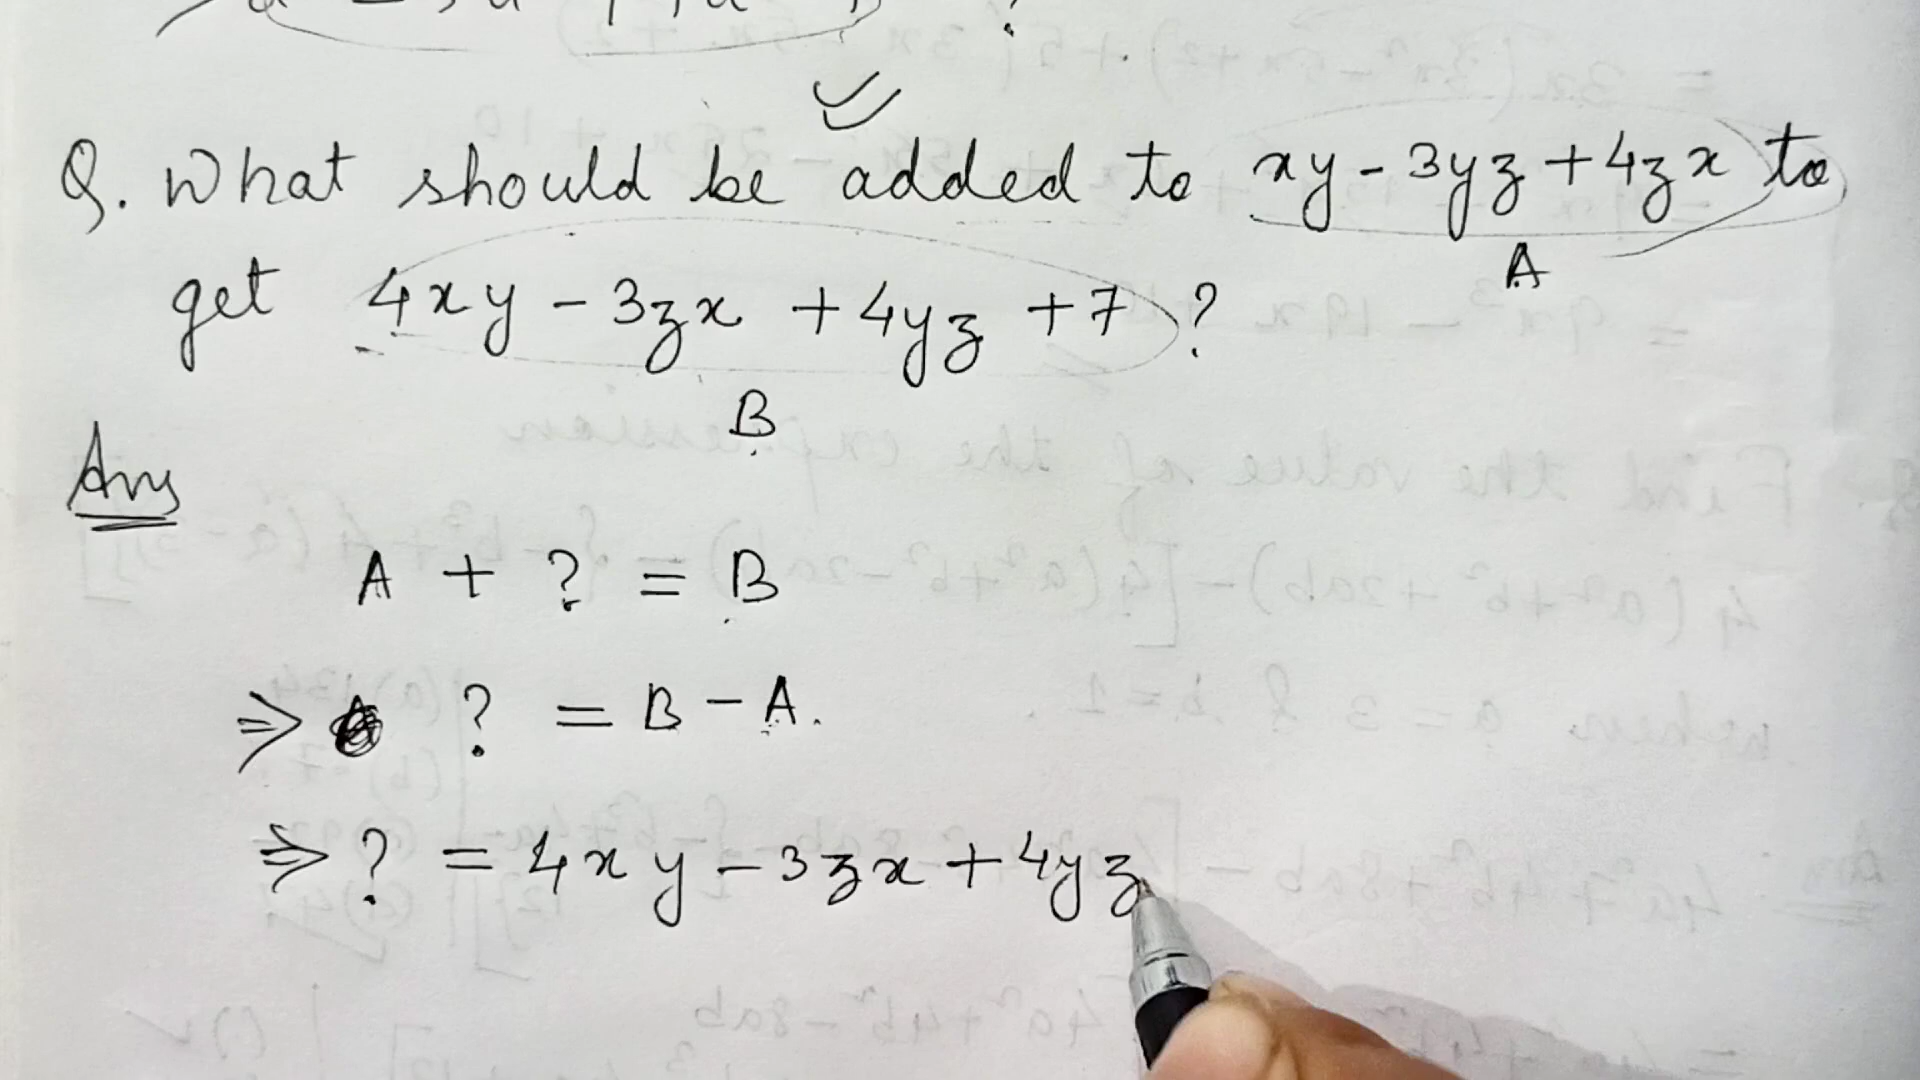 Q. What should be added to xy - 3yz + 4zx to
A
get 4xy - 3zx + 4yz + 7 ?
B
Ans
A + ? = B
⇒ ? = B - A.
⇒ ? = 4xy - 3zx + 4yz